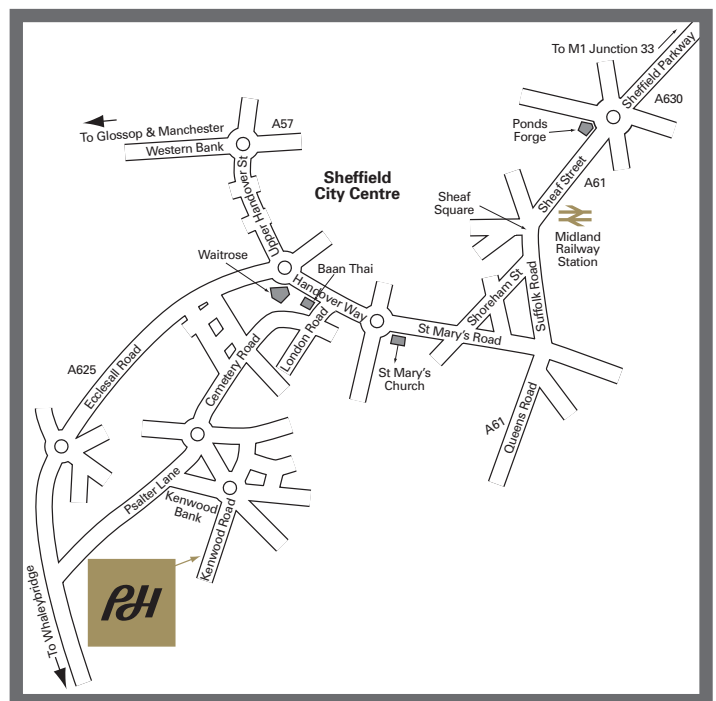 To M1 Junction 33
Sheffield Parkway
A630
Ponds
Forge
Sheaf Street
A61
To Glossop & Manchester
A57
Western Bank
Upper Handover St
Sheffield
City Centre
Sheaf
Square
Midland
Railway
Station
Waitrose
Baan Thai
Handover Way
Shoreham St
Suffolk Road
St Mary's Road
St Mary's
Church
London Road
Cemetery Road
A625
Ecclesall Road
A61
Queens Road
Psalter Lane
Kenwood
Bank
Kenwood Road
To Whaleybridge
PH